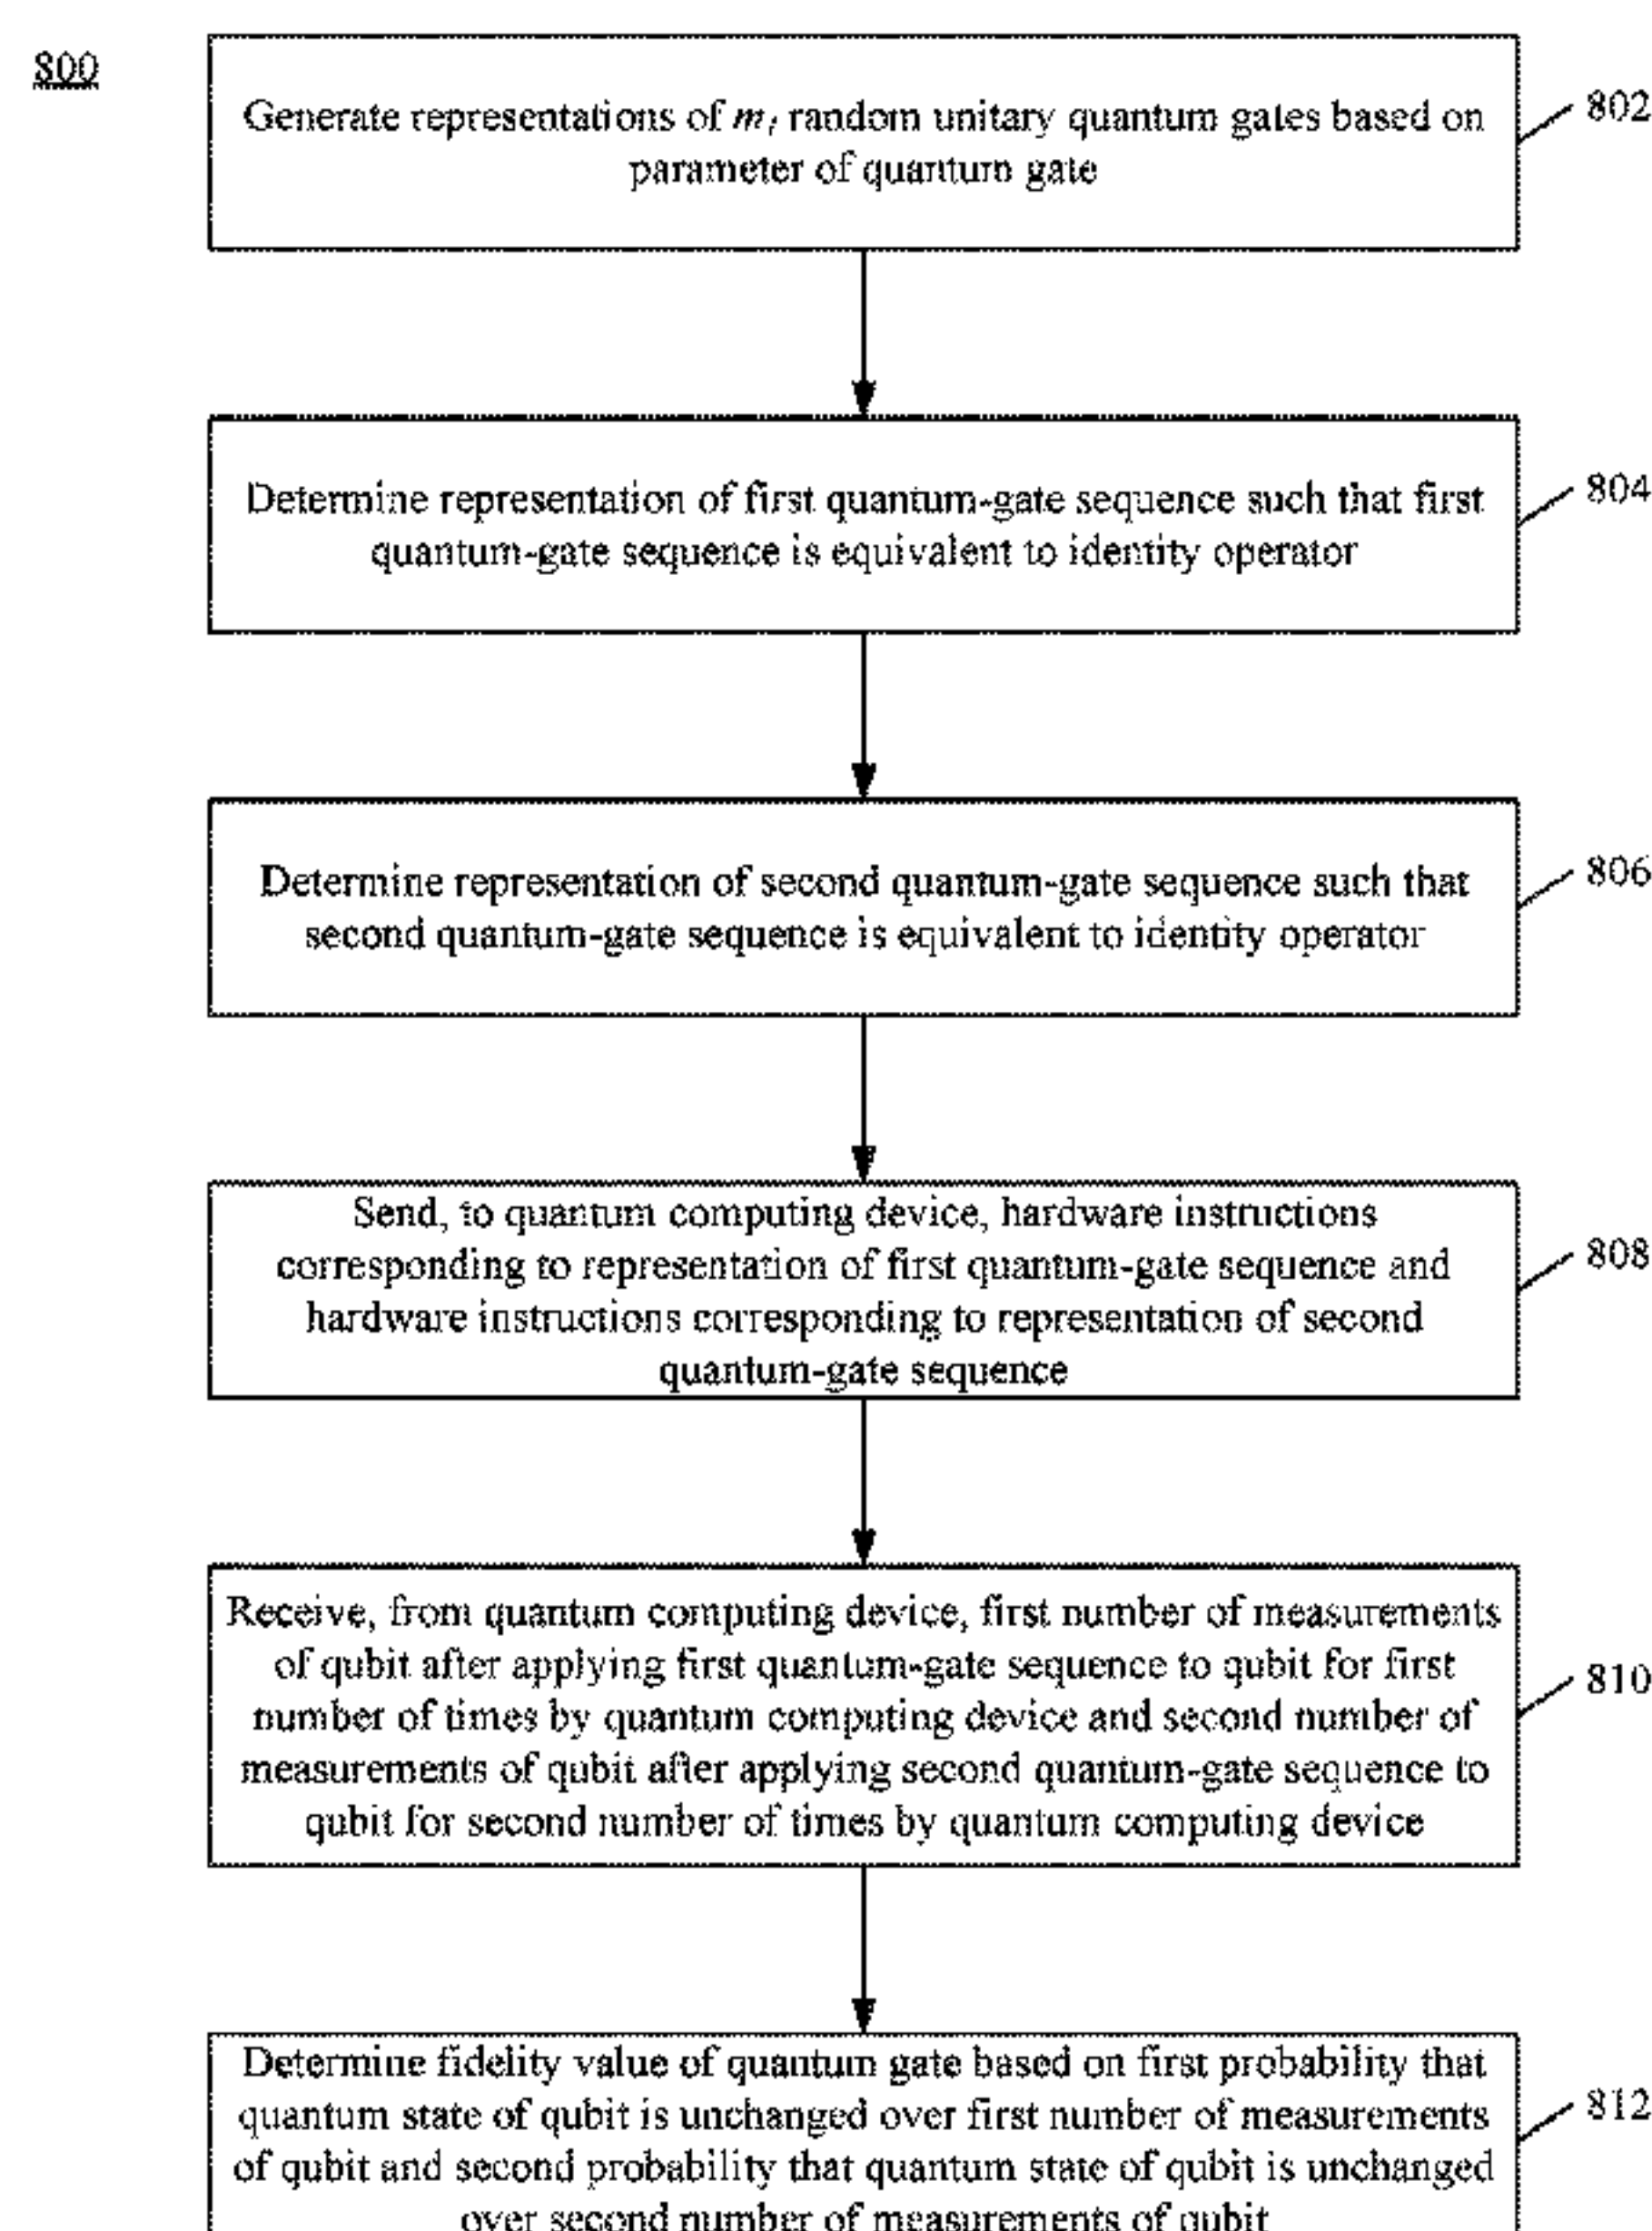 800
Generate representations of mᵢ random unitary quantum gates based on
parameter of quantum gate
802
Determine representation of first quantum-gate sequence such that first
quantum-gate sequence is equivalent to identity operator
804
Determine representation of second quantum-gate sequence such that
second quantum-gate sequence is equivalent to identity operator
806
Send, to quantum computing device, hardware instructions
corresponding to representation of first quantum-gate sequence and
hardware instructions corresponding to representation of second
quantum-gate sequence
808
Receive, from quantum computing device, first number of measurements
of qubit after applying first quantum-gate sequence to qubit for first
number of times by quantum computing device and second number of
measurements of qubit after applying second quantum-gate sequence to
qubit for second number of times by quantum computing device
810
Determine fidelity value of quantum gate based on first probability that
quantum state of qubit is unchanged over first number of measurements
of qubit and second probability that quantum state of qubit is unchanged
over second number of measurements of qubit
812